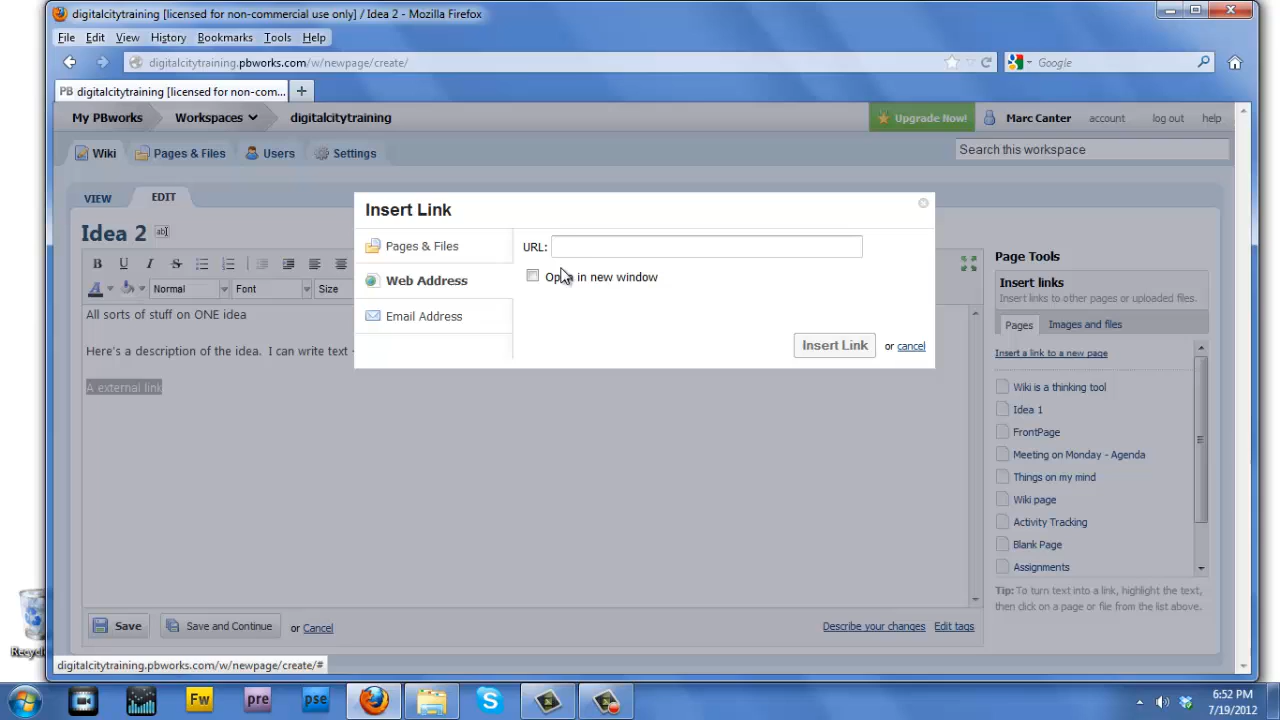 digitalcitytraining [licensed for non-commercial use only] / Idea 2 - Mozilla Firefox
File Edit View History Bookmarks Tools Help
digitalcitytraining.pbworks.com/w/newpage/create/
Google
PB digitalcitytraining [licensed for non-com... +
My PBworks Workspaces digitalcitytraining Upgrade Now! Marc Canter account log out help
Wiki Pages & Files Users Settings Search this workspace
VIEW EDIT
Idea 2 ab
B U I S
A Normal Font Size
All sorts of stuff on ONE idea
Here's a description of the idea. I can write text
A external link
Insert Link
Pages & Files
Web Address
Email Address
URL:
in new window
Insert Link or cancel
Page Tools
Insert links
Insert links to other pages or uploaded files.
Pages Images and files
Insert a link to a new page
Wiki is a thinking tool
Idea 1
FrontPage
Meeting on Monday - Agenda
Things on my mind
Wiki page
Activity Tracking
Blank Page
Assignments
Tip: To turn text into a link, highlight the text,
then click on a page or file from the list above.
Save Save and Continue or Cancel Describe your changes Edit tags
digitalcitytraining.pbworks.com/w/newpage/create/#
Fw pre pse
6:52 PM
7/19/2012